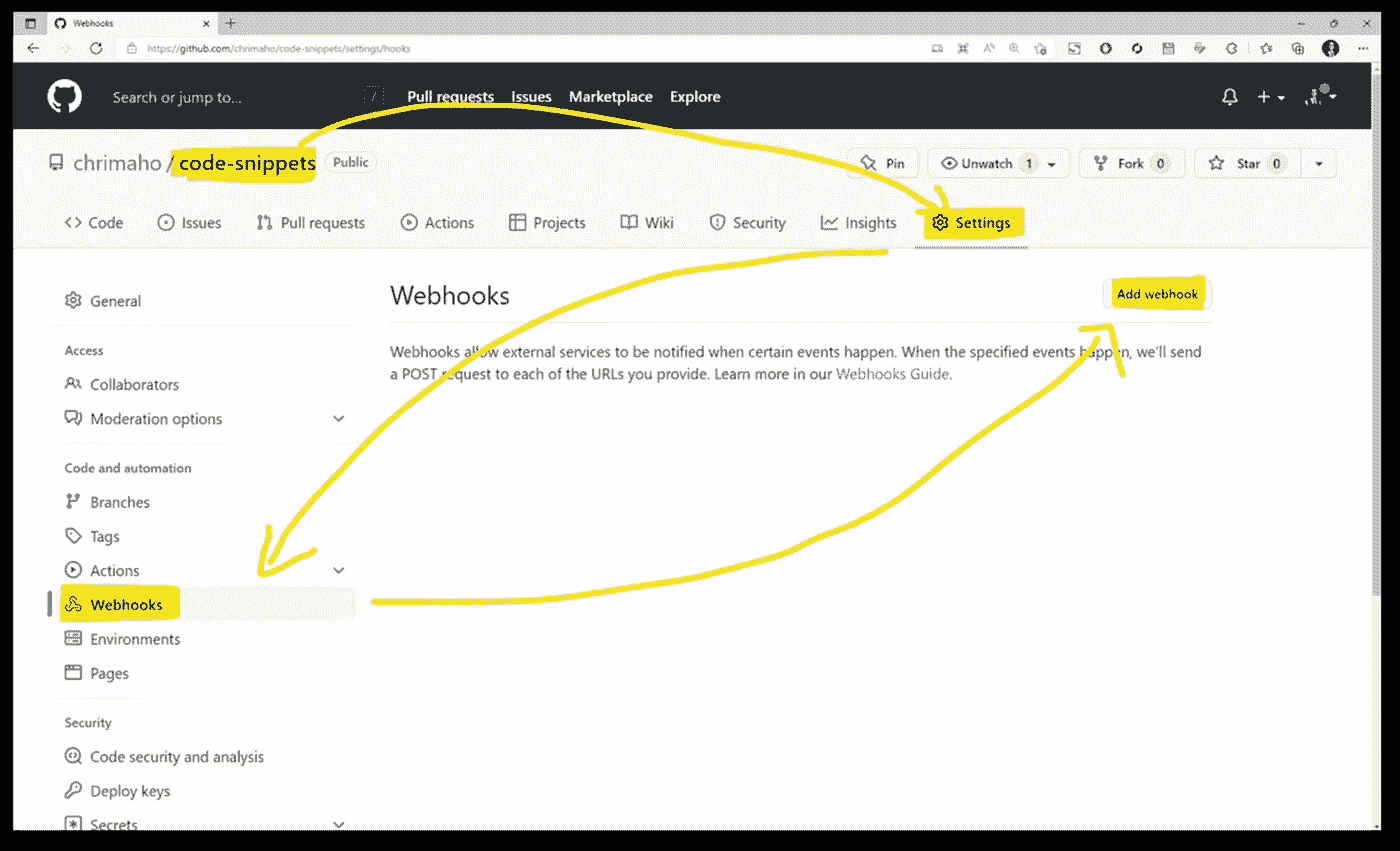 Webhooks
https://github.com/chrimaho/code-snippets/settings/hooks
Search or jump to... / Pull requests Issues Marketplace Explore
chrimaho / code-snippets Public Pin Unwatch 1 Fork 0 Star 0
Code Issues Pull requests Actions Projects Wiki Security Insights Settings
General
Access
Collaborators
Moderation options
Code and automation
Branches
Tags
Actions
Webhooks
Environments
Pages
Security
Code security and analysis
Deploy keys
Secrets
Webhooks Add webhook
Webhooks allow external services to be notified when certain events happen. When the specified events happen, we'll send
a POST request to each of the URLs you provide. Learn more in our Webhooks Guide.